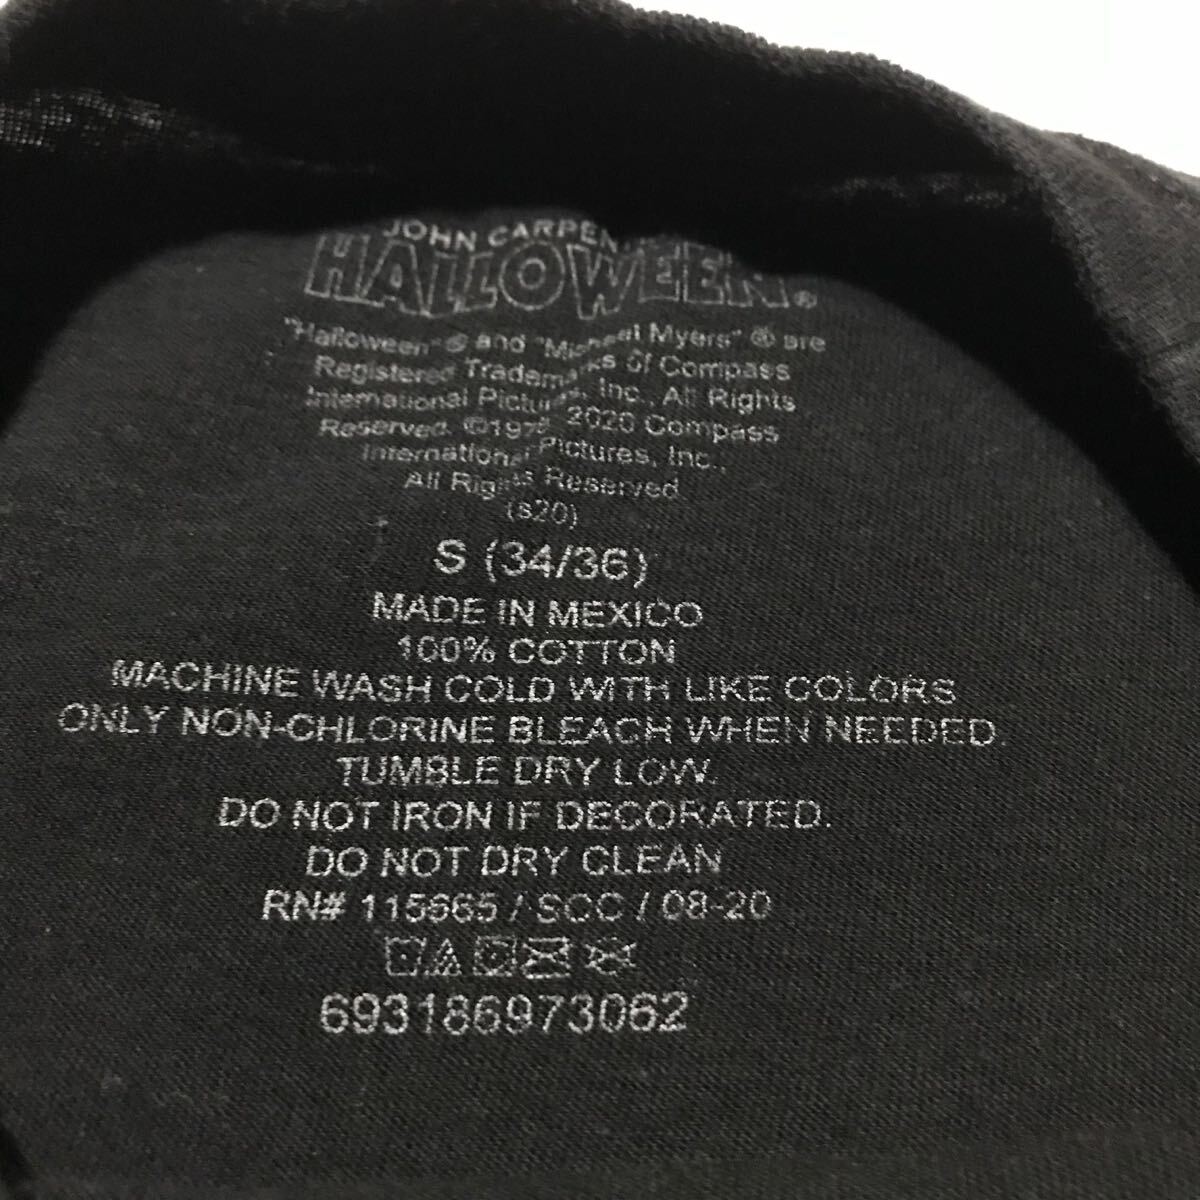 JOHN CARPEN
HALLOWEEN®
"Halloween"® and "Michael Myers" ® are
Registered Trademarks of Compass
International Pictures, Inc., All Rights
Reserved. ©1978, 2020 Compass
International Pictures, Inc.,
All Rights Reserved.
(s20)
S (34/36)
MADE IN MEXICO
100% COTTON
MACHINE WASH COLD WITH LIKE COLORS
ONLY NON-CHLORINE BLEACH WHEN NEEDED.
TUMBLE DRY LOW.
DO NOT IRON IF DECORATED.
DO NOT DRY CLEAN
RN# 115665 / SCC / 08-20
693186973062